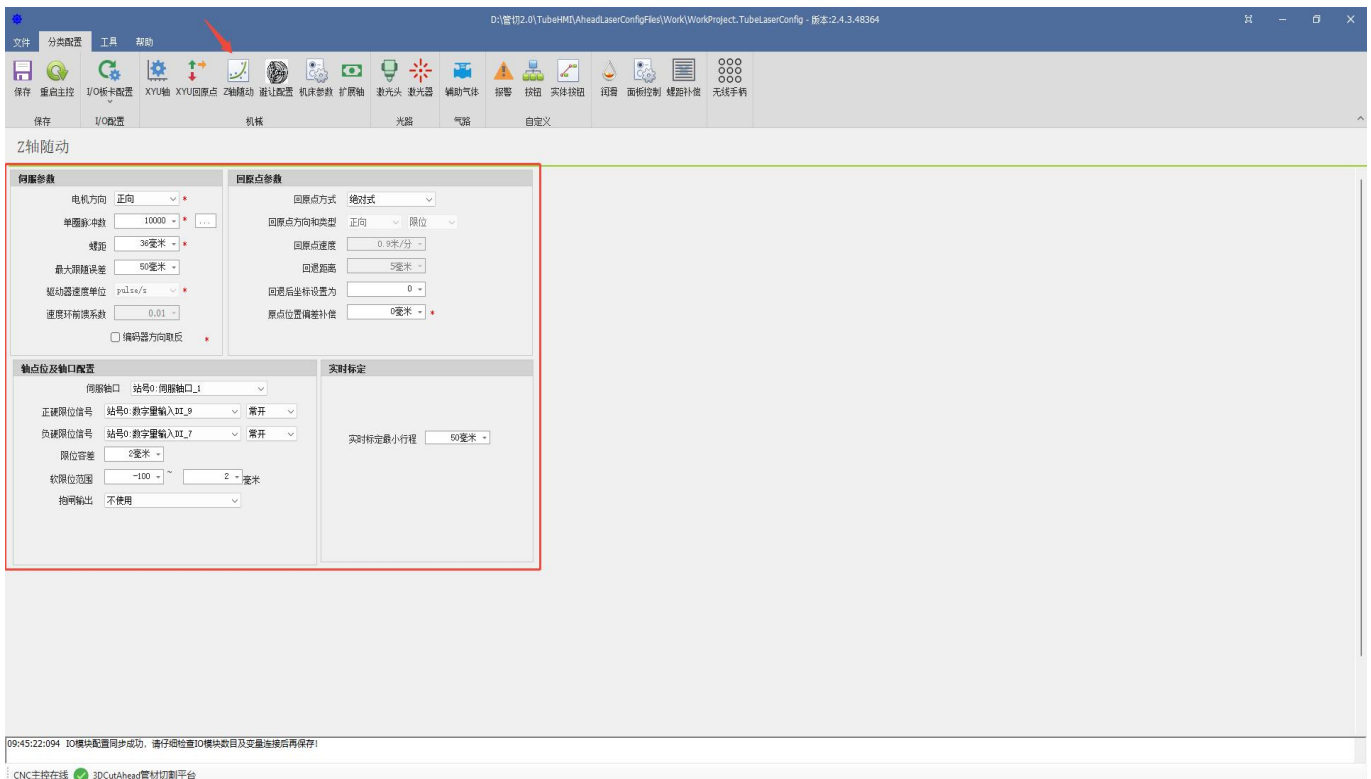 D:\管切2.0\TubeHMI\AheadLaserConfigFiles\Work\WorkProject.TubeLaserConfig - 版本:2.4.3.48364
文件 分类配置 工具 帮助
保存 重启主控 I/O板卡配置 XYU轴 XYU回原点 Z轴随动 避让配置 机床参数 扩展轴 激光头 激光器 辅助气体 报警 按钮 实体按钮 润滑 面板控制 螺距补偿 无线手柄
保存 I/O配置 机械 光路 气路 自定义
Z轴随动
伺服参数 回原点参数
电机方向 正向 * 回原点方式 绝对式
单圈脉冲数 10000 * ... 回原点方向和类型 正向 限位
螺距 36毫米 * 回原点速度 0.9米/分
最大跟随误差 50毫米 回退距离 5毫米
驱动器速度单位 pulse/s * 回退后坐标设置为 0
速度环前馈系数 0.01 原点位置偏差补偿 0毫米 *
编码器方向取反 *
轴点位及轴口配置 实时标定
伺服轴口 站号0:伺服轴口_1
正硬限位信号 站号0:数字量输入DI_9 常开
负硬限位信号 站号0:数字量输入DI_7 常开
实时标定最小行程 50毫米
限位容差 2毫米
软限位范围 -100 ~ 2 毫米
抱闸输出 不使用
09:45:22:094 IO模块配置同步成功, 请仔细检查IO模块数目及变量连接后再保存!
CNC主控在线 3DCutAhead管材切割平台